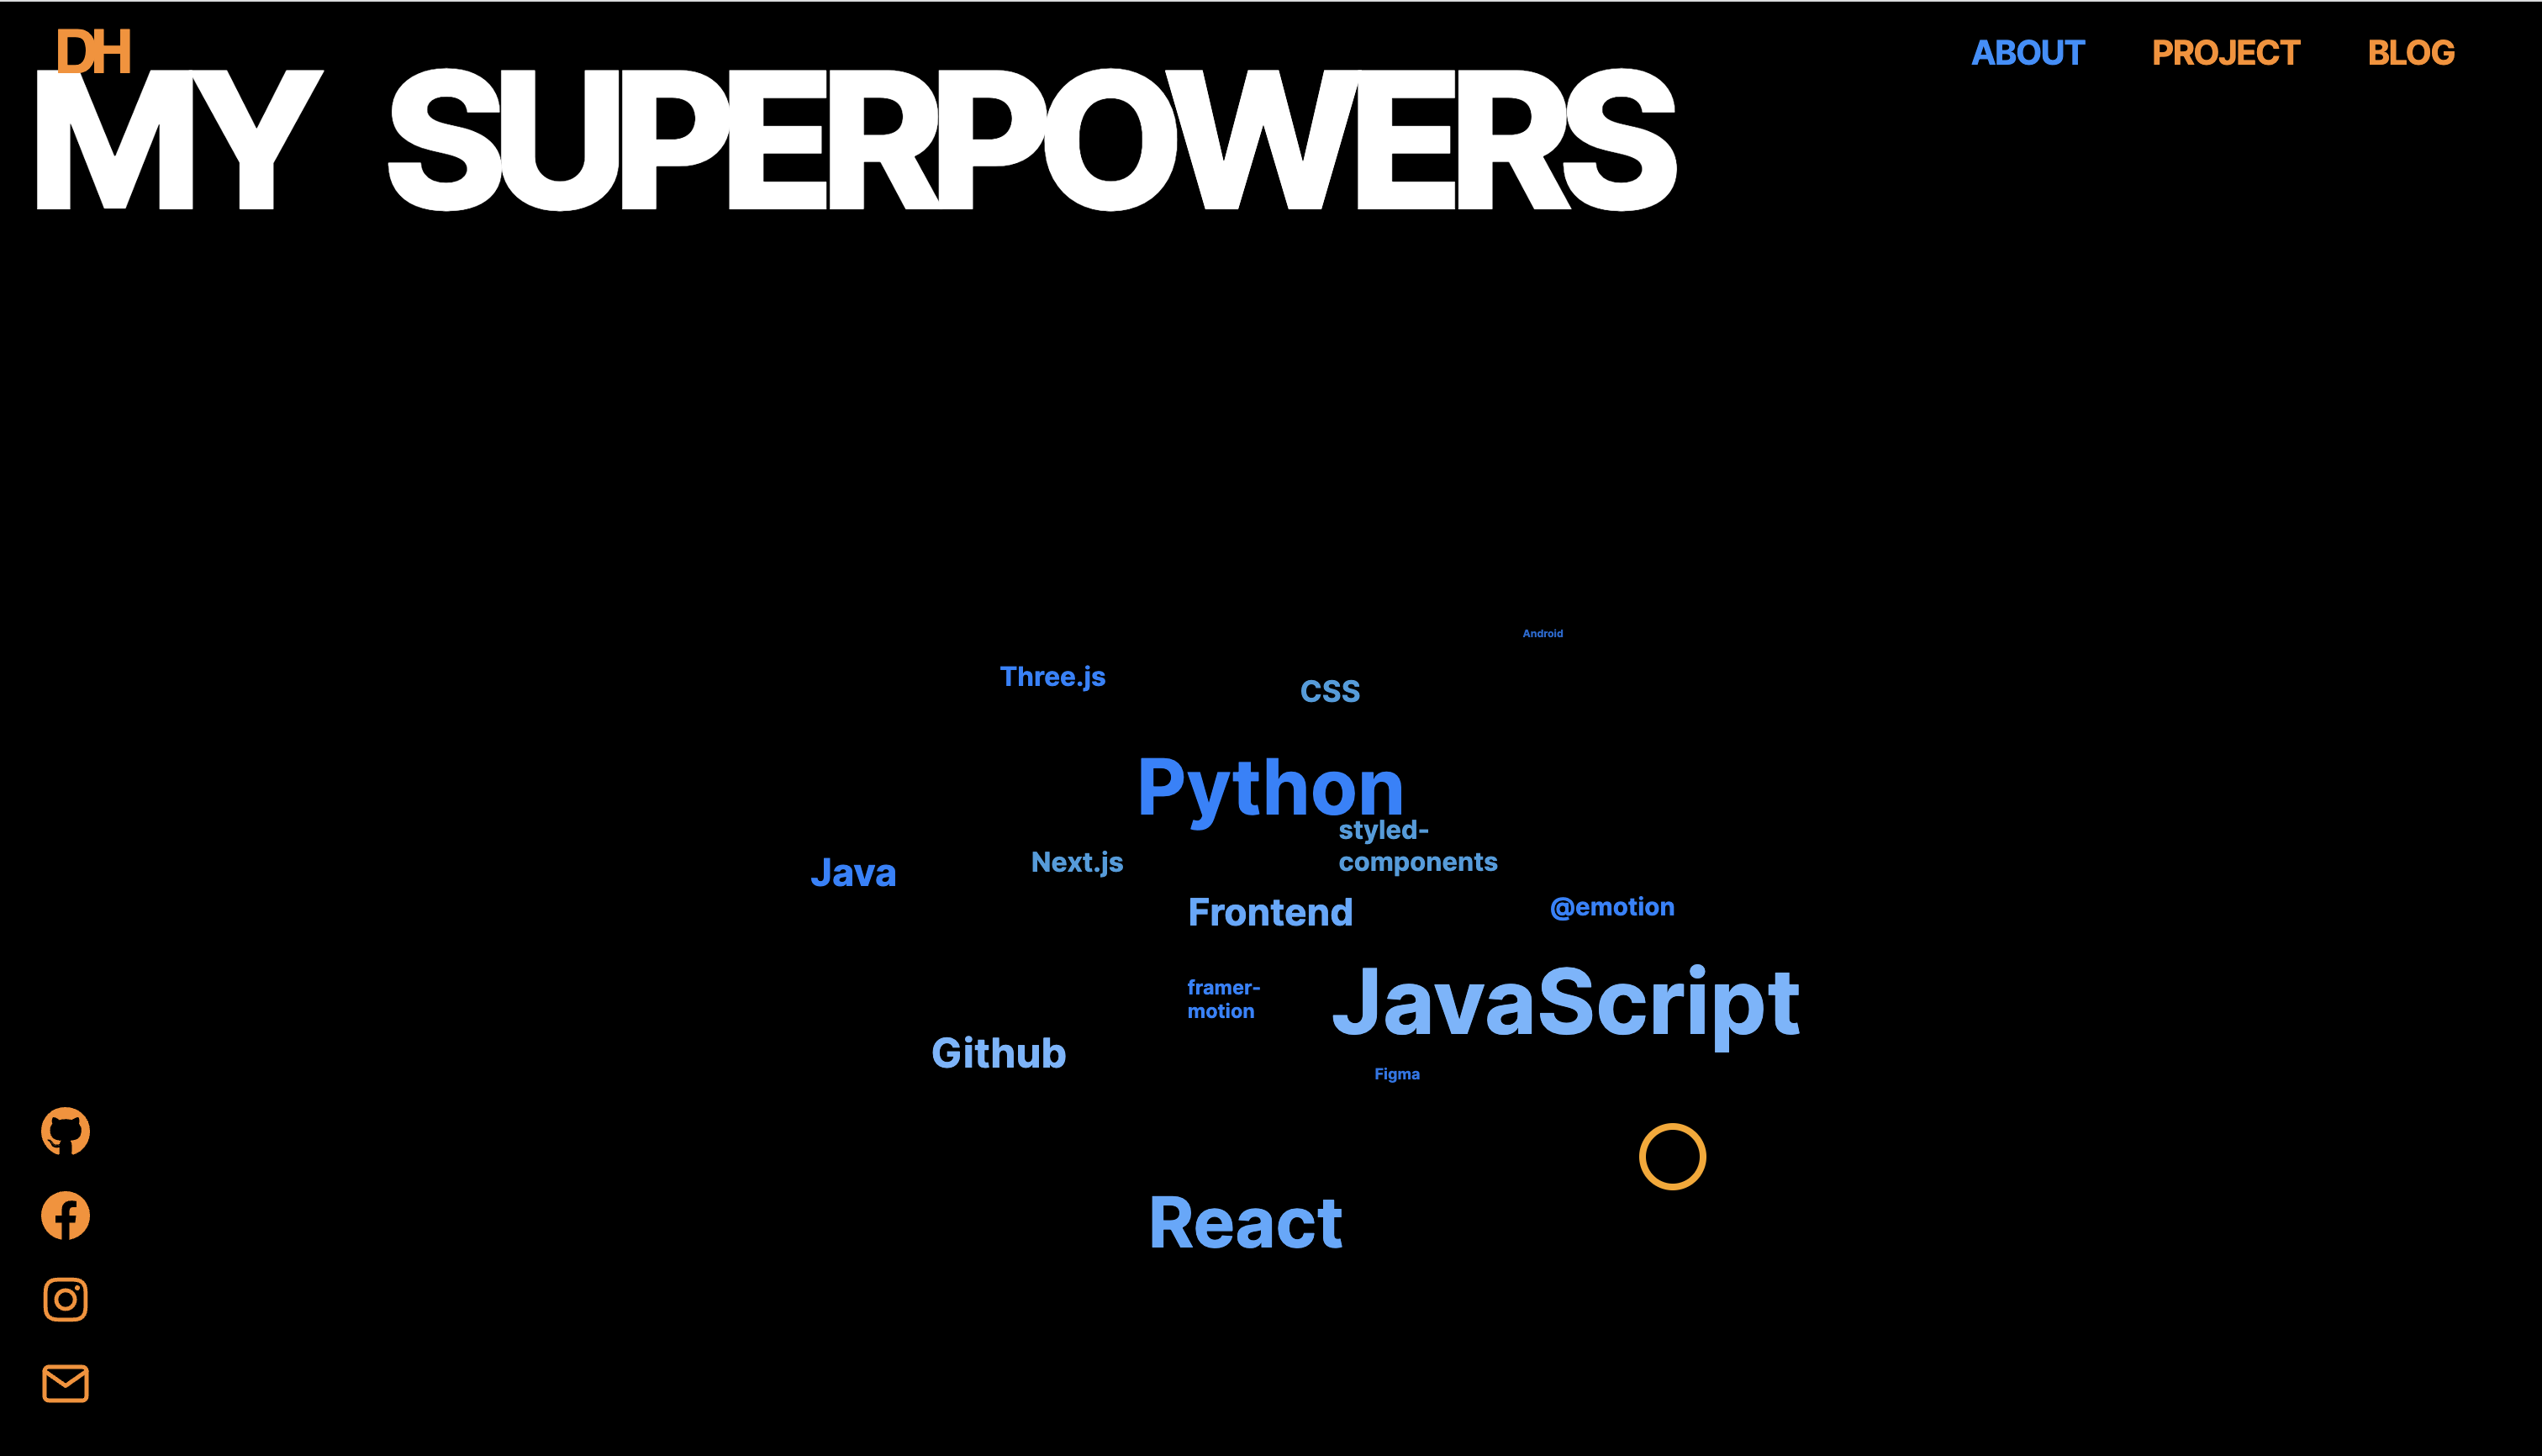 DH
ABOUT PROJECT BLOG
MY SUPERPOWERS
Android
Three.js
CSS
Python
styled-
components
Next.js
Java
Frontend
@emotion
framer-
motion
JavaScript
Github
Figma
React